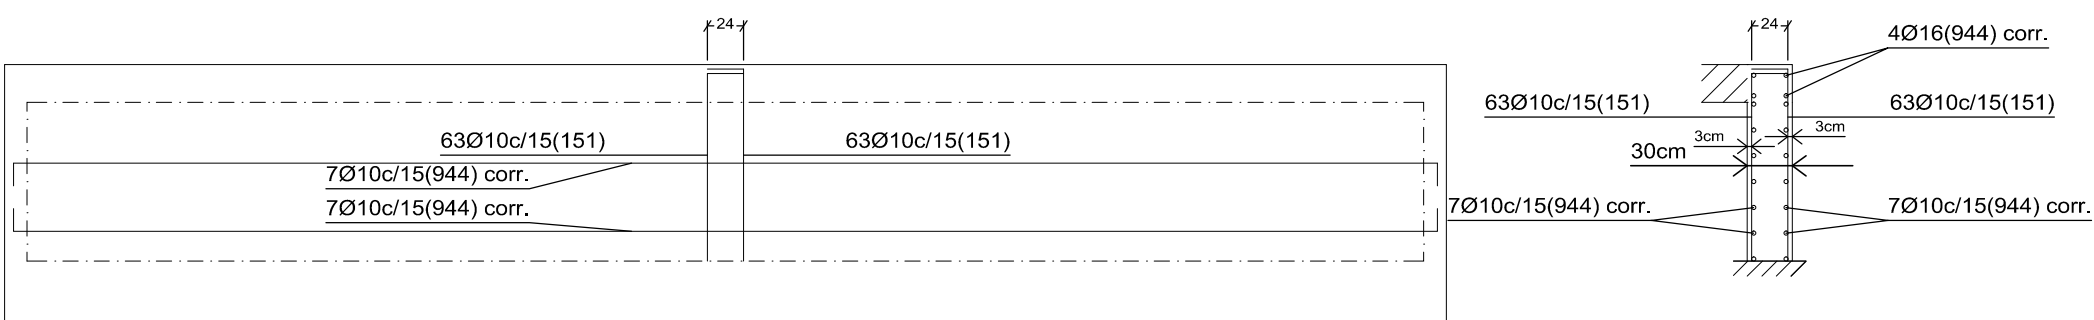 24
63Ø10c/15(151)
63Ø10c/15(151)
7Ø10c/15(944) corr.
7Ø10c/15(944) corr.
24
4Ø16(944) corr.
63Ø10c/15(151)
63Ø10c/15(151)
3cm
3cm
30cm
7Ø10c/15(944) corr.
7Ø10c/15(944) corr.